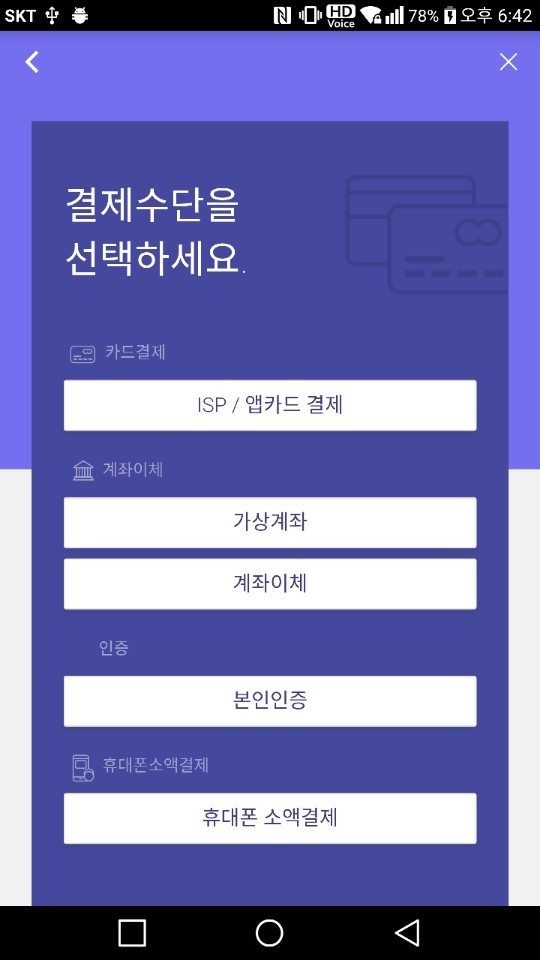 SKT HD Voice 78% 오후 6:42
결제수단을
선택하세요.
카드결제
ISP / 앱카드 결제
계좌이체
가상계좌
계좌이체
인증
본인인증
휴대폰소액결제
휴대폰 소액결제